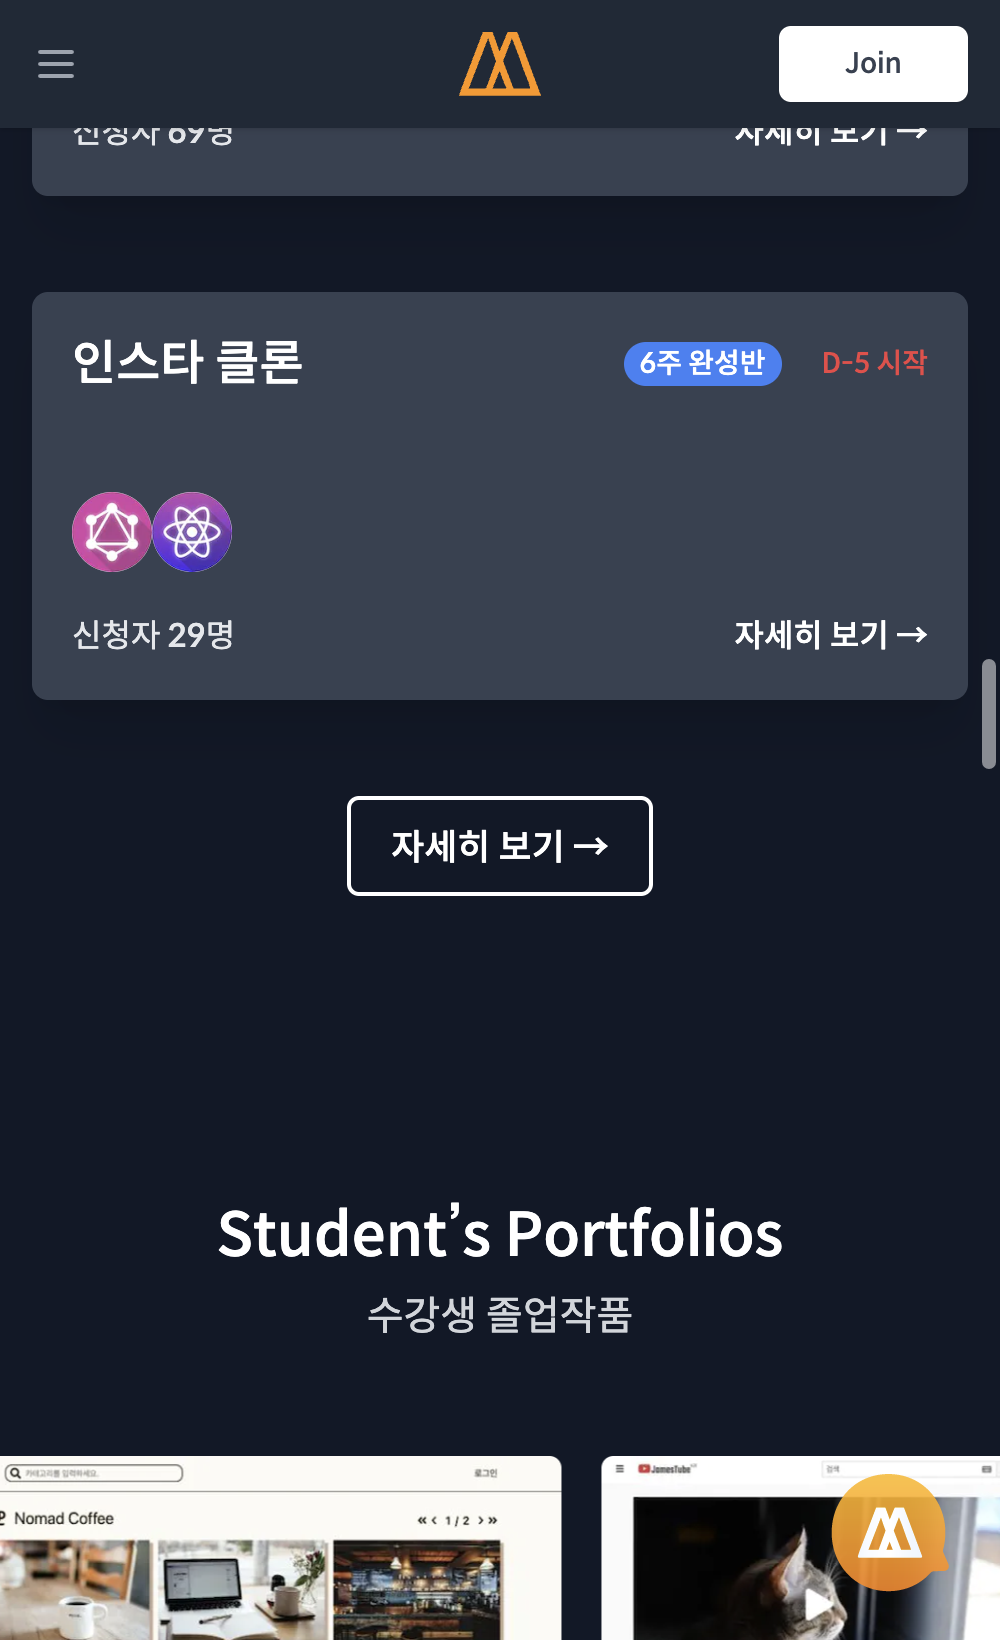 Join
신청자 69명
자세히 보기 →
인스타 클론
6주 완성반
D-5 시작
신청자 29명
자세히 보기 →
자세히 보기 →
Student’s Portfolios
수강생 졸업작품
카테고리를 입력하세요.
로그인
Nomad Coffee
« < 1 / 2 > »
JamesTube
검색